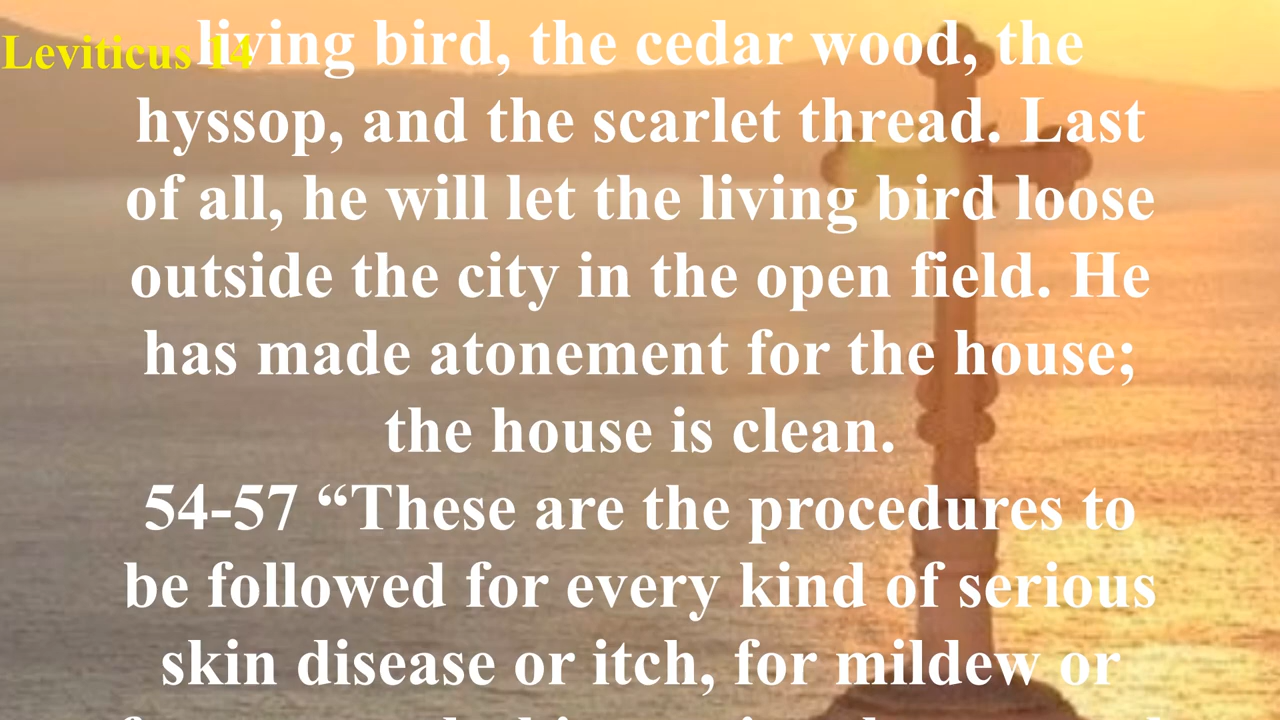 Leviticus 14
living bird, the cedar wood, the
hyssop, and the scarlet thread. Last
of all, he will let the living bird loose
outside the city in the open field. He
has made atonement for the house;
the house is clean.
54-57 “These are the procedures to
be followed for every kind of serious
skin disease or itch, for mildew or